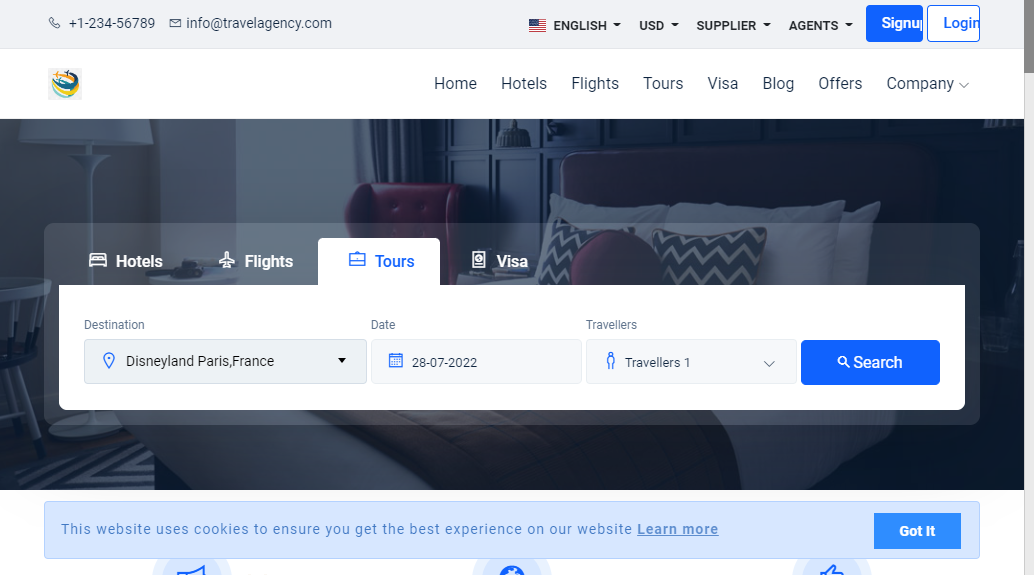 +1-234-56789 info@travelagency.com ENGLISH USD SUPPLIER AGENTS Signup Login
Home Hotels Flights Tours Visa Blog Offers Company
Hotels Flights Tours Visa
Destination Date Travellers
Disneyland Paris,France 28-07-2022 Travellers 1 Search
This website uses cookies to ensure you get the best experience on our website Learn more Got It